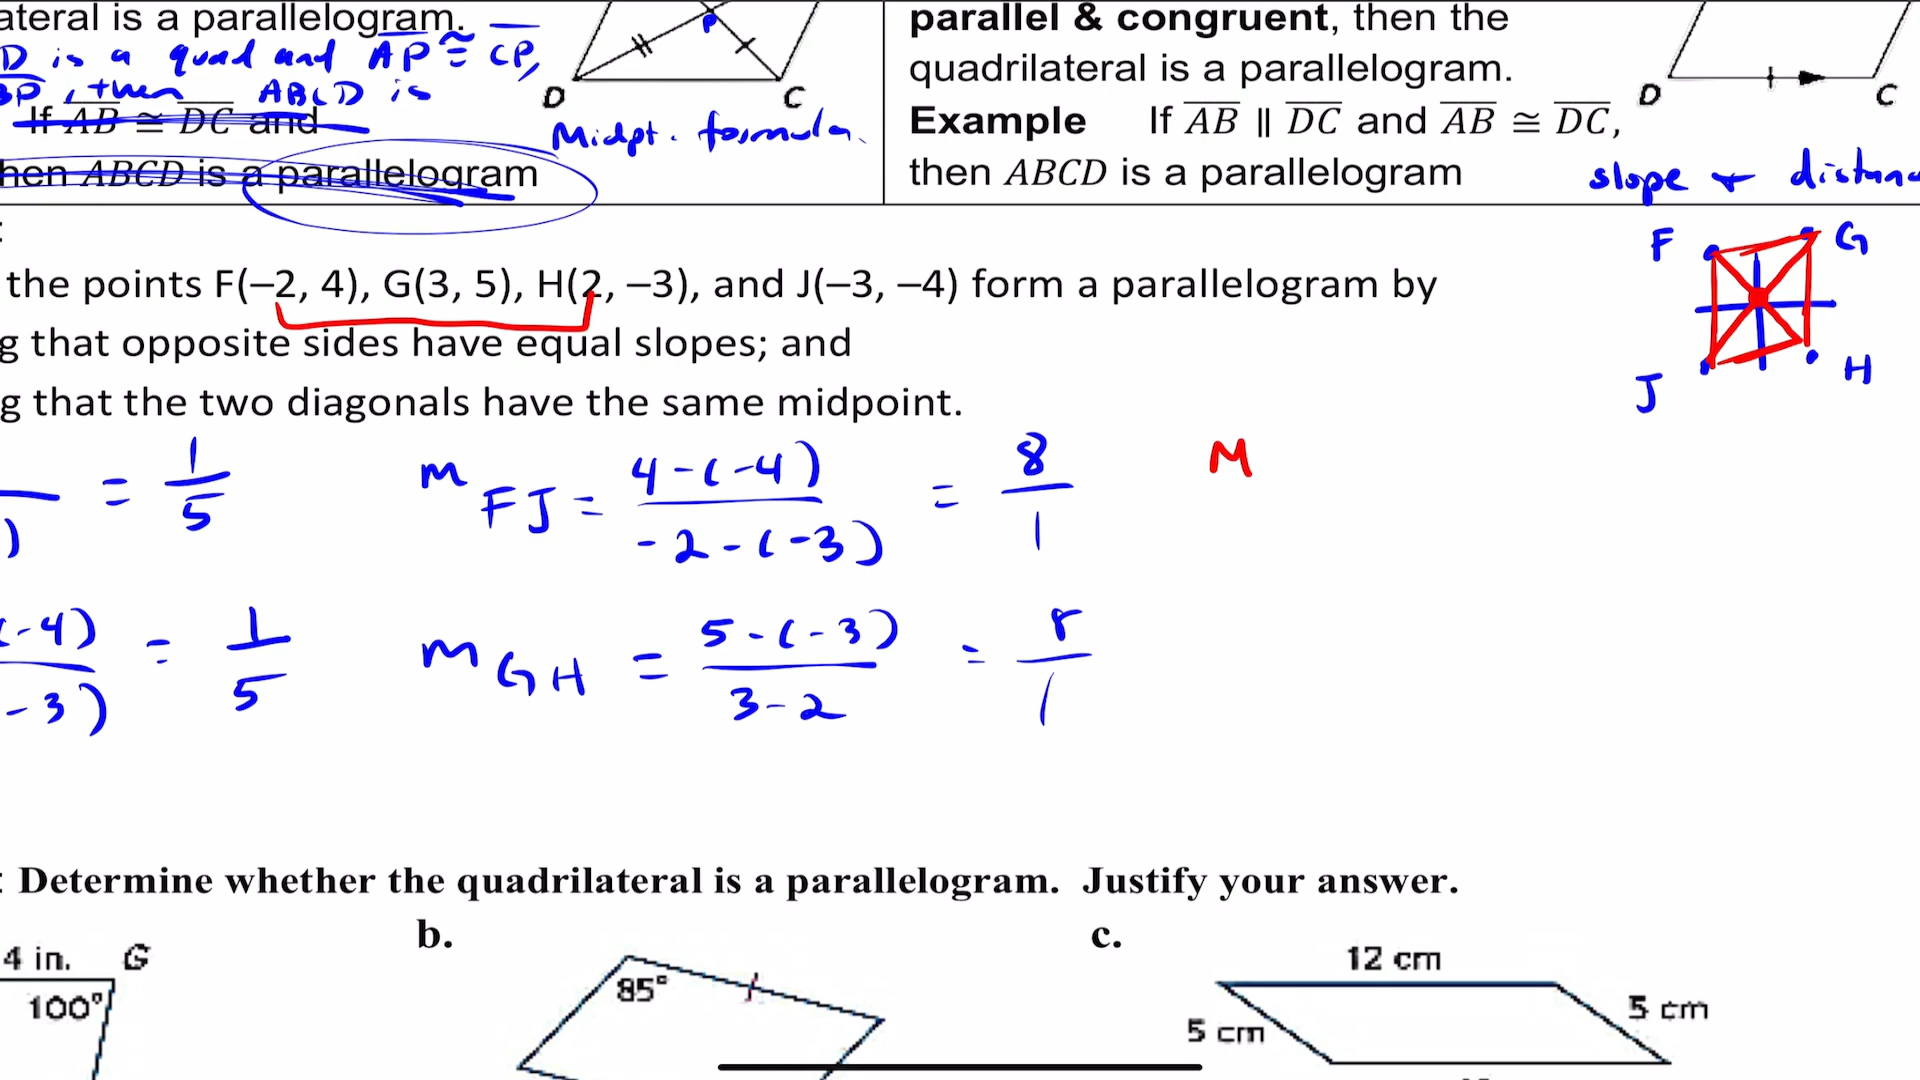 ateral is a parallelogram.
D is a quad and AP ≅ CP,
BP, then ABCD is
If AB ≅ DC and
hen ABCD is a parallelogram
P
D
C
Midpt. formula.
parallel & congruent, then the
quadrilateral is a parallelogram.
Example If AB || DC and AB ≅ DC,
then ABCD is a parallelogram
D
C
slope + distanc
:
the points F(−2, 4), G(3, 5), H(2, −3), and J(−3, −4) form a parallelogram by
g that opposite sides have equal slopes; and
g that the two diagonals have the same midpoint.
F
G
J
H
) = 1/5
m FJ = 4-(-4) / -2-(-3) = 8/1
M
(-4) / -3) = 1/5
m GH = 5-(-3) / 3-2 = 8/1
: Determine whether the quadrilateral is a parallelogram. Justify your answer.
b.
c.
4 in. G
100°
85°
12 cm
5 cm
5 cm